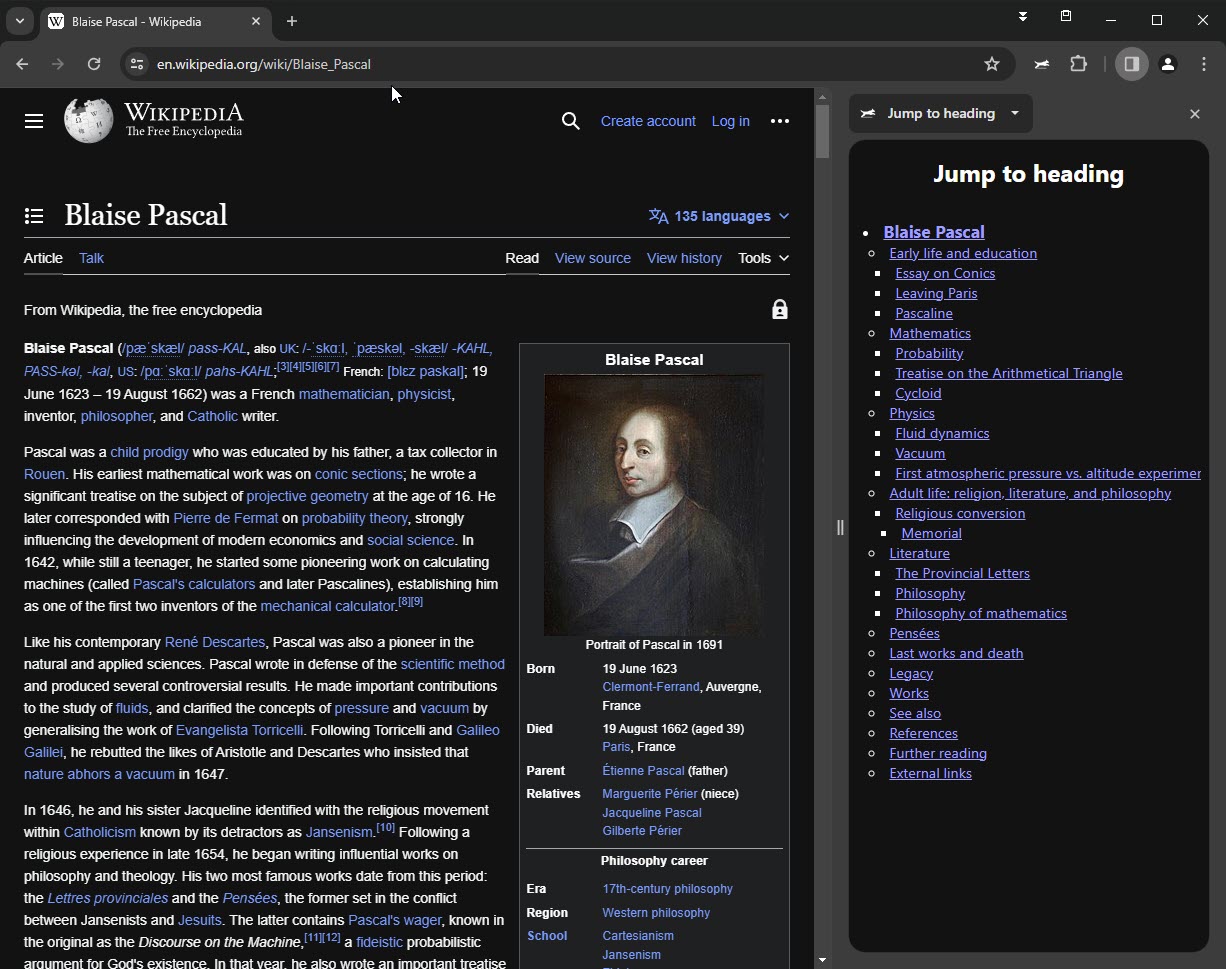 Blaise Pascal - Wikipedia
en.wikipedia.org/wiki/Blaise_Pascal
WIKIPEDIA
The Free Encyclopedia
Create account
Log in
Blaise Pascal
135 languages
Article
Talk
Read
View source
View history
Tools
From Wikipedia, the free encyclopedia
Blaise Pascal (/pæˈskæl/ pass-KAL, also UK: /-ˈskɑːl, ˈpæskəl, -skæl/ -KAHL,
PASS-kəl, -kal, US: /pɑːˈskɑːl/ pahs-KAHL;[3][4][5][6][7] French: [blɛz paskal]; 19
June 1623 – 19 August 1662) was a French mathematician, physicist,
inventor, philosopher, and Catholic writer.
Pascal was a child prodigy who was educated by his father, a tax collector in
Rouen. His earliest mathematical work was on conic sections; he wrote a
significant treatise on the subject of projective geometry at the age of 16. He
later corresponded with Pierre de Fermat on probability theory, strongly
influencing the development of modern economics and social science. In
1642, while still a teenager, he started some pioneering work on calculating
machines (called Pascal's calculators and later Pascalines), establishing him
as one of the first two inventors of the mechanical calculator.[8][9]
Like his contemporary René Descartes, Pascal was also a pioneer in the
natural and applied sciences. Pascal wrote in defense of the scientific method
and produced several controversial results. He made important contributions
to the study of fluids, and clarified the concepts of pressure and vacuum by
generalising the work of Evangelista Torricelli. Following Torricelli and Galileo
Galilei, he rebutted the likes of Aristotle and Descartes who insisted that
nature abhors a vacuum in 1647.
In 1646, he and his sister Jacqueline identified with the religious movement
within Catholicism known by its detractors as Jansenism.[10] Following a
religious experience in late 1654, he began writing influential works on
philosophy and theology. His two most famous works date from this period:
the Lettres provinciales and the Pensées, the former set in the conflict
between Jansenists and Jesuits. The latter contains Pascal's wager, known in
the original as the Discourse on the Machine,[11][12] a fideistic probabilistic
argument for God's existence. In that year, he also wrote an important treatise
Blaise Pascal
Portrait of Pascal in 1691
Born 19 June 1623
Clermont-Ferrand, Auvergne,
France
Died 19 August 1662 (aged 39)
Paris, France
Parent Étienne Pascal (father)
Relatives Marguerite Périer (niece)
Jacqueline Pascal
Gilberte Périer
Philosophy career
Era 17th-century philosophy
Region Western philosophy
School Cartesianism
Jansenism
Jump to heading
Jump to heading
Blaise Pascal
Early life and education
Essay on Conics
Leaving Paris
Pascaline
Mathematics
Probability
Treatise on the Arithmetical Triangle
Cycloid
Physics
Fluid dynamics
Vacuum
First atmospheric pressure vs. altitude experimer
Adult life: religion, literature, and philosophy
Religious conversion
Memorial
Literature
The Provincial Letters
Philosophy
Philosophy of mathematics
Pensées
Last works and death
Legacy
Works
See also
References
Further reading
External links